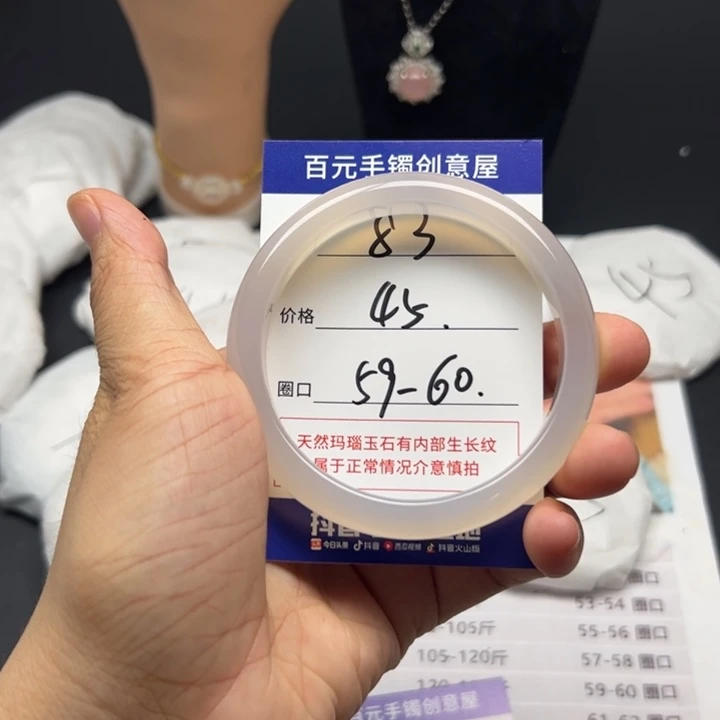 百元手镯创意屋
83
价格 45.
圈口 59-60.
天然玛瑙玉石有内部生长纹
属于正常情况介意慎拍
今日头条 抖音 西瓜视频 抖音火山版
45
圈口
53-54 圈口
-105斤 55-56 圈口
105-120斤 57-58 圈口
59-60 圈口
元手镯创意屋